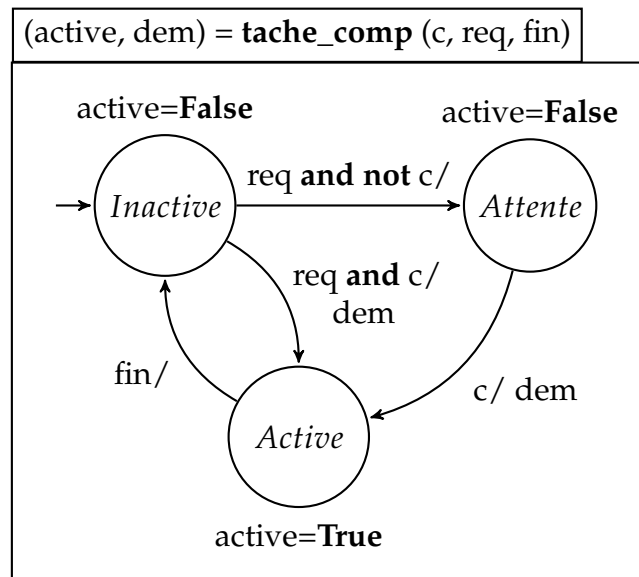 (active, dem) = tache_comp (c, req, fin)
active=False
active=False
req and not c/
Inactive
Attente
req and c/
dem
fin/
c/ dem
Active
active=True